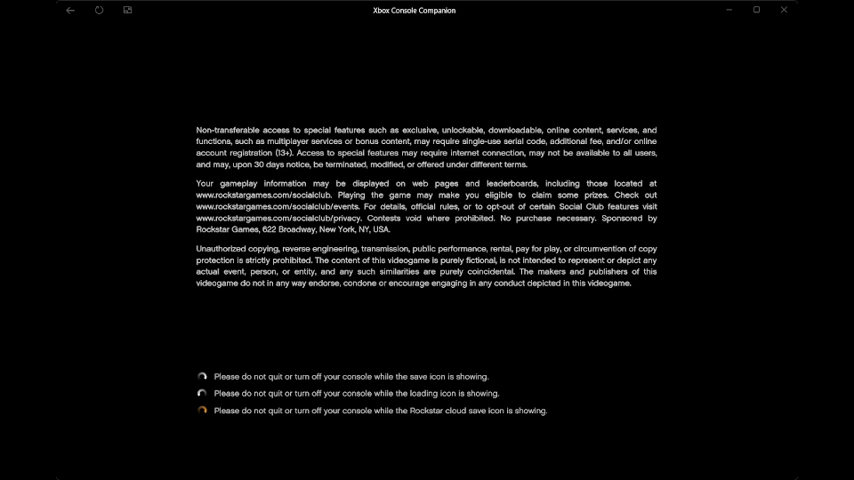 Xbox Console Companion
Non-transferable access to special features such as exclusive, unlockable, downloadable, online content, services, and
functions, such as multiplayer services or bonus content, may require single-use serial code, additional fee, and/or online
account registration (13+). Access to special features may require internet connection, may not be available to all users,
and may, upon 30 days notice, be terminated, modified, or offered under different terms.
Your gameplay information may be displayed on web pages and leaderboards, including those located at
www.rockstargames.com/socialclub. Playing the game may make you eligible to claim some prizes. Check out
www.rockstargames.com/socialclub/events. For details, official rules, or to opt-out of certain Social Club features visit
www.rockstargames.com/socialclub/privacy. Contests void where prohibited. No purchase necessary. Sponsored by
Rockstar Games, 622 Broadway, New York, NY, USA.
Unauthorized copying, reverse engineering, transmission, public performance, rental, pay for play, or circumvention of copy
protection is strictly prohibited. The content of this videogame is purely fictional, is not intended to represent or depict any
actual event, person, or entity, and any such similarities are purely coincidental. The makers and publishers of this
videogame do not in any way endorse, condone or encourage engaging in any conduct depicted in this videogame.
Please do not quit or turn off your console while the save icon is showing.
Please do not quit or turn off your console while the loading icon is showing.
Please do not quit or turn off your console while the Rockstar cloud save icon is showing.